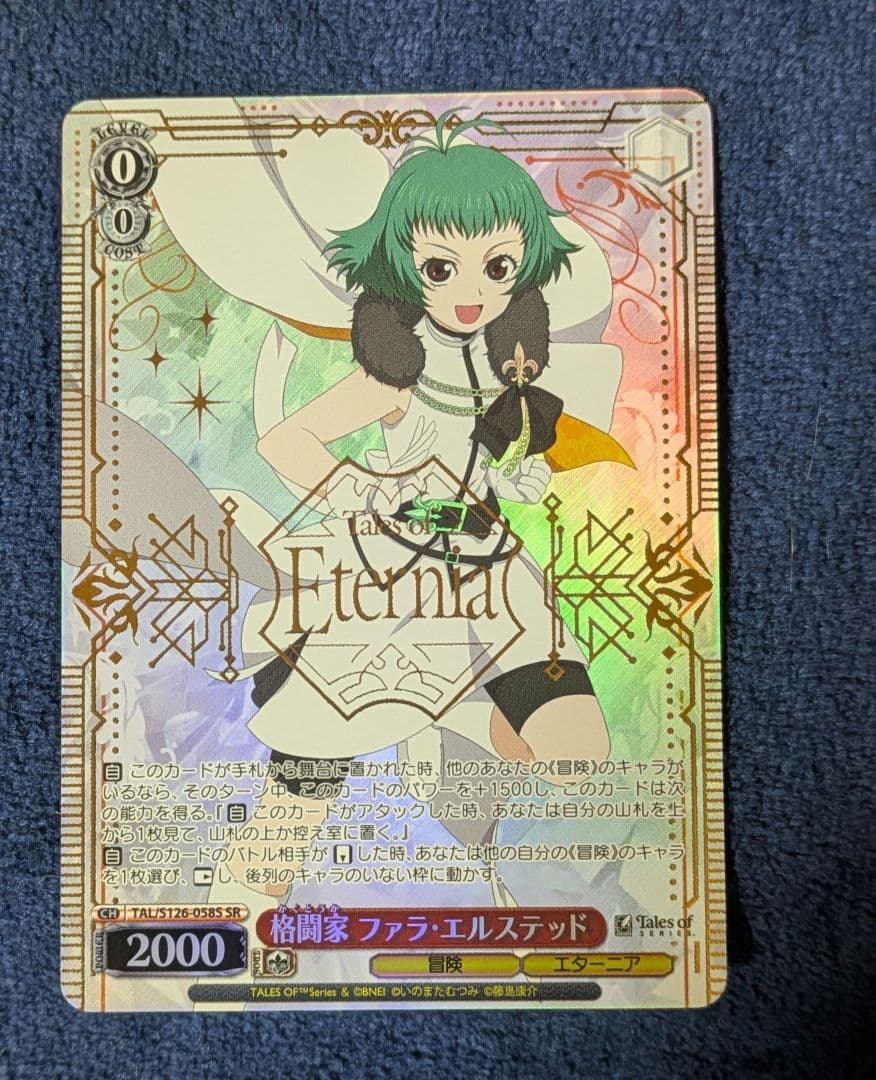 LEVEL
0
0
COST
Tales of
Eternia
自 このカードが手札から舞台に置かれた時、他のあなたの《冒険》のキャラが
いるなら、そのターン中、このカードのパワーを+1500し、このカードは次
の能力を得る。『自 このカードがアタックした時、あなたは自分の山札を上
から1枚見て、山札の上か控え室に置く。』
自 このカードのバトル相手がした時、あなたは他の自分の《冒険》のキャラ
を1枚選び、し、後列のキャラのいない枠に動かす。
CH TAL/S126-058S SR
かくとうか
格闘家 ファラ・エルステッド
Tales of
SERIES
POWER
2000
冒険
エターニア
TALES OF™Series & ©BNEI ©いのまたむつみ ©藤島康介